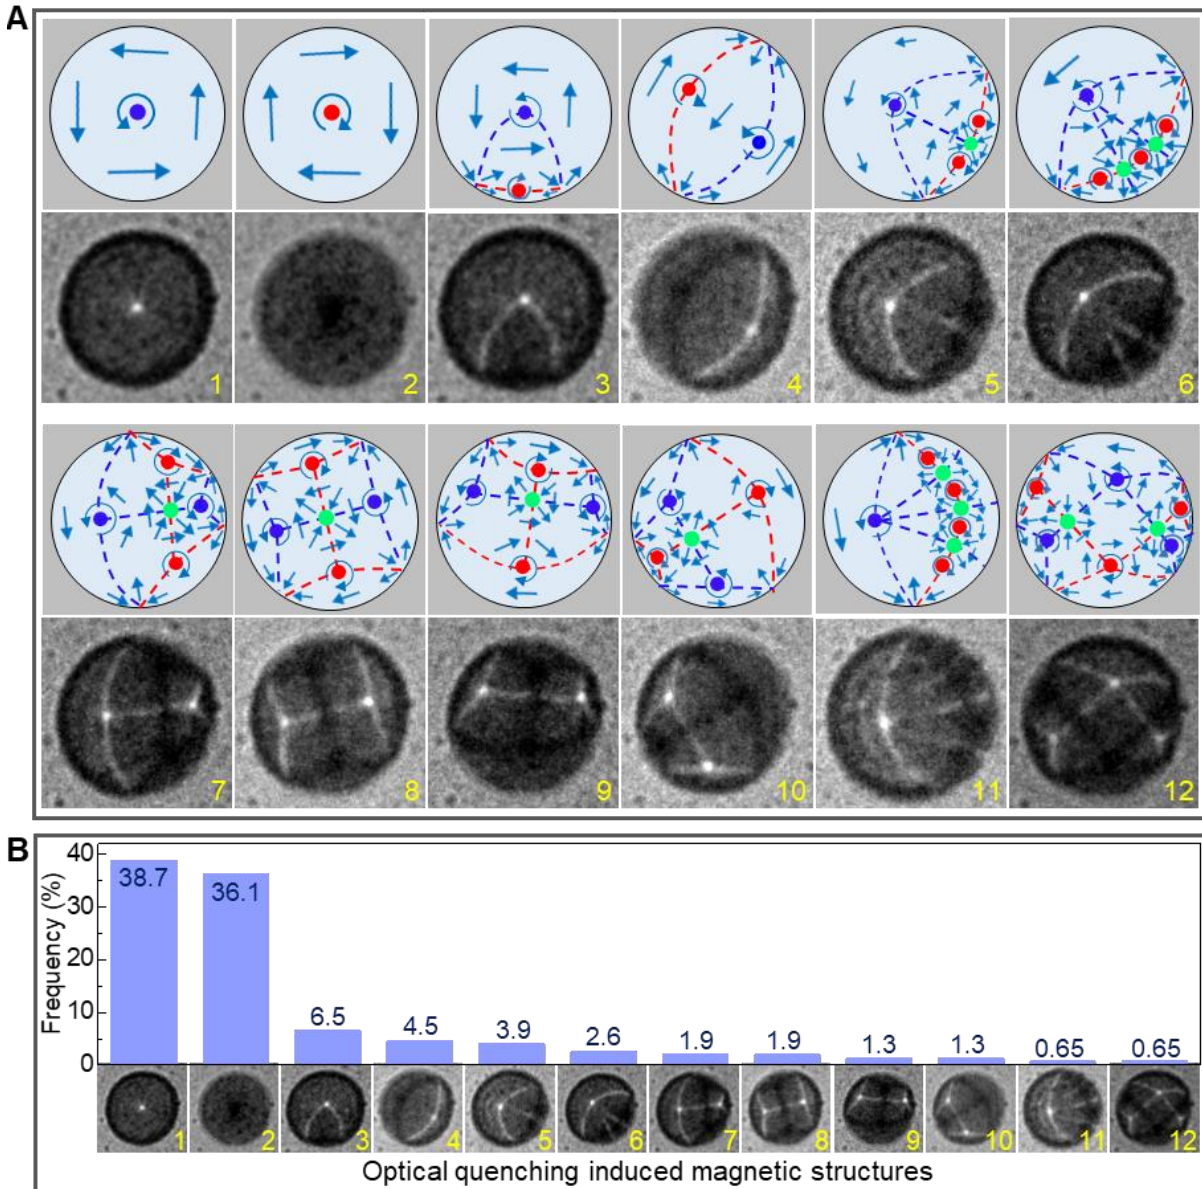 A
1 2 3 4 5 6
7 8 9 10 11 12
B
Frequency (%)
40
30
20
10
0
38.7 36.1 6.5 4.5 3.9 2.6 1.9 1.9 1.3 1.3 0.65 0.65
1 2 3 4 5 6 7 8 9 10 11 12
Optical quenching induced magnetic structures